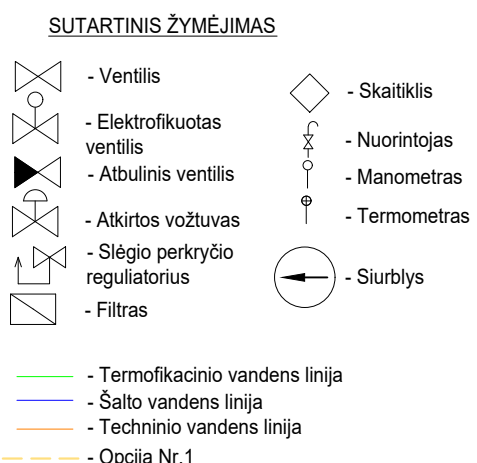 SUTARTINIS ŽYMĖJIMAS
- Ventilis
- Elektrofikuotas
ventilis
- Atbulinis ventilis
- Atkirtos vožtuvas
- Slėgio perkryčio
reguliatorius
- Filtras
- Skaitiklis
- Nuorintojas
- Manometras
- Termometras
- Siurblys
- Termofikacinio vandens linija
- Šalto vandens linija
- Techninio vandens linija
- Opcija Nr.1